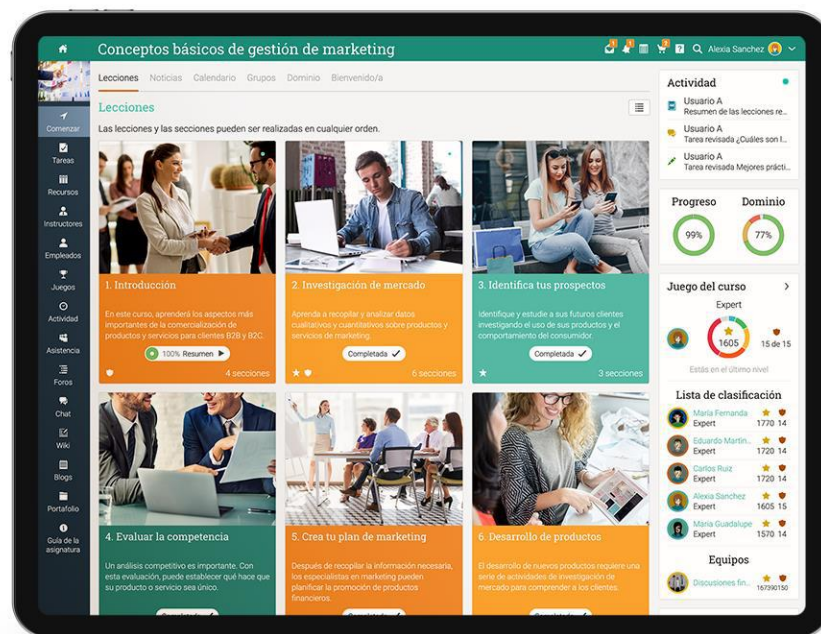 Conceptos básicos de gestión de marketing
Alexia Sanchez
Comenzar
Tareas
Recursos
Instructores
Empleados
Juegos
Actividad
Asistencia
Foros
Chat
Wiki
Blogs
Portafolio
Guía de la
asignatura
Lecciones Noticias Calendario Grupos Dominio Bienvenido/a
Lecciones
Las lecciones y las secciones pueden ser realizadas en cualquier orden.
1. Introducción
En este curso, aprenderá los aspectos más
importantes de la comercialización de
productos y servicios para clientes B2B y B2C.
100% Resumen
4 secciones
2. Investigación de mercado
Aprenda a recopilar y analizar datos
cualitativos y cuantitativos sobre productos y
servicios de marketing.
Completada
6 secciones
3. Identifica tus prospectos
Identifique y estudie a sus futuros clientes
investigando el uso de sus productos y el
comportamiento del consumidor.
Completada
3 secciones
4. Evaluar la competencia
Un análisis competitivo es importante. Con
esta evaluación, puede establecer qué hace que
su producto o servicio sea único.
Completada
5. Crea tu plan de marketing
Después de recopilar la información necesaria,
los especialistas en marketing pueden
planificar la promoción de productos
financieros.
Completada
6. Desarrollo de productos
El desarrollo de nuevos productos requiere una
serie de actividades de investigación de
mercado para comprender a los clientes.
Completada
Actividad
Usuario A
Resumen de las lecciones re...
Usuario A
Tarea revisada ¿Cuáles son l...
Usuario A
Tarea revisada Mejores prácti...
Progreso Dominio
99% 77%
Juego del curso
Expert
1605
15 de 15
Estás en el último nivel
Lista de clasificación
María Fernanda
Expert 1770 14
Eduardo Martin...
Expert 1720 14
Carlos Ruiz
Expert 1720 14
Alexia Sanchez
Expert 1605 15
Maria Guadalupe
Expert 1570 14
Equipos
Discusiones fin...
167390150